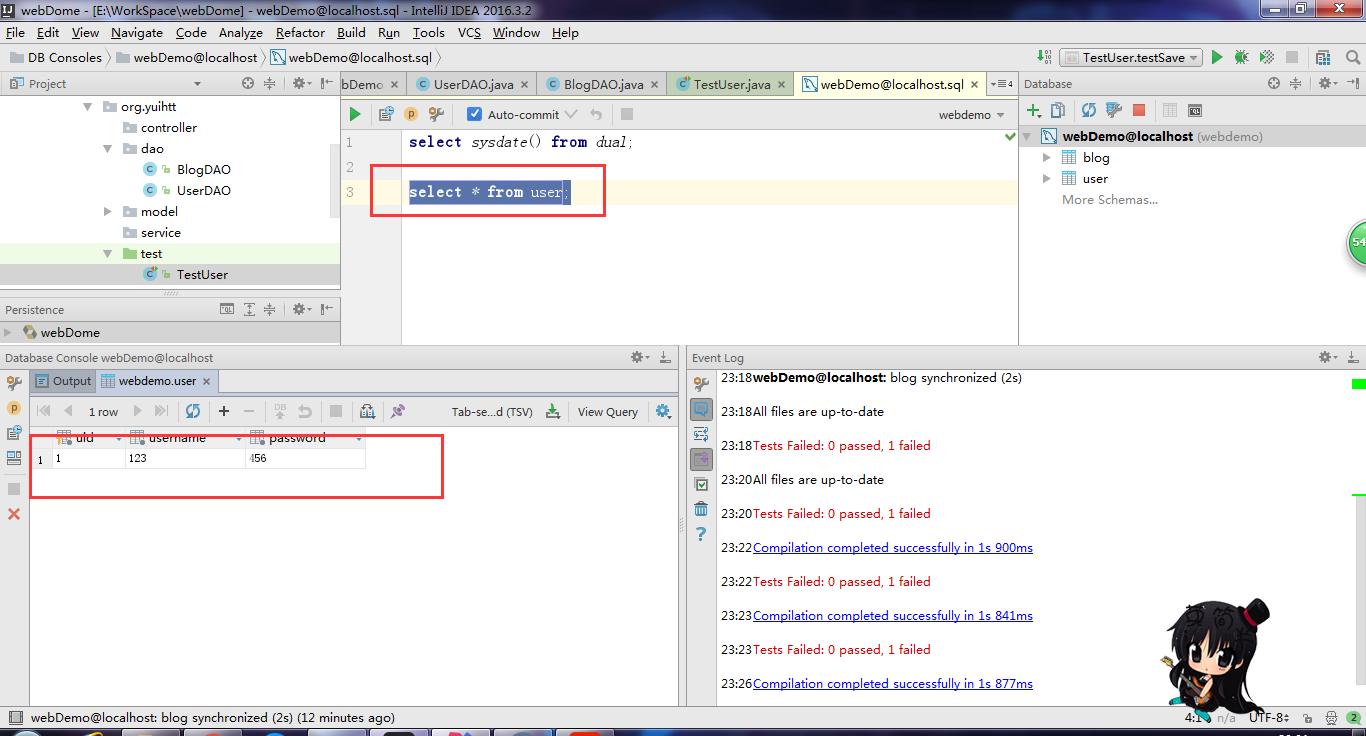 webDome - [E:\WorkSpace\webDome] - webDemo@localhost.sql - IntelliJ IDEA 2016.3.2
File Edit View Navigate Code Analyze Refactor Build Run Tools VCS Window Help
DB Consoles webDemo@localhost webDemo@localhost.sql TestUser.testSave
Project
bDemo UserDAO.java BlogDAO.java TestUser.java webDemo@localhost.sql 4
Database
org.yuihtt
controller
dao
BlogDAO
UserDAO
model
service
test
TestUser
Auto-commit webdemo
1 select sysdate() from dual;
2
3 select * from user;
webDemo@localhost (webdemo)
blog
user
More Schemas...
54
Persistence
webDome
Database Console webDemo@localhost
Output webdemo.user
1 row Tab-se...d (TSV) View Query
uId username password
1 1 123 456
Event Log
23:18 webDemo@localhost: blog synchronized (2s)
23:18 All files are up-to-date
23:18 Tests Failed: 0 passed, 1 failed
23:20 All files are up-to-date
23:20 Tests Failed: 0 passed, 1 failed
23:22 Compilation completed successfully in 1s 900ms
23:22 Tests Failed: 0 passed, 1 failed
23:23 Compilation completed successfully in 1s 841ms
23:23 Tests Failed: 0 passed, 1 failed
23:26 Compilation completed successfully in 1s 877ms
webDemo@localhost: blog synchronized (2s) (12 minutes ago)
n/a UTF-8 2